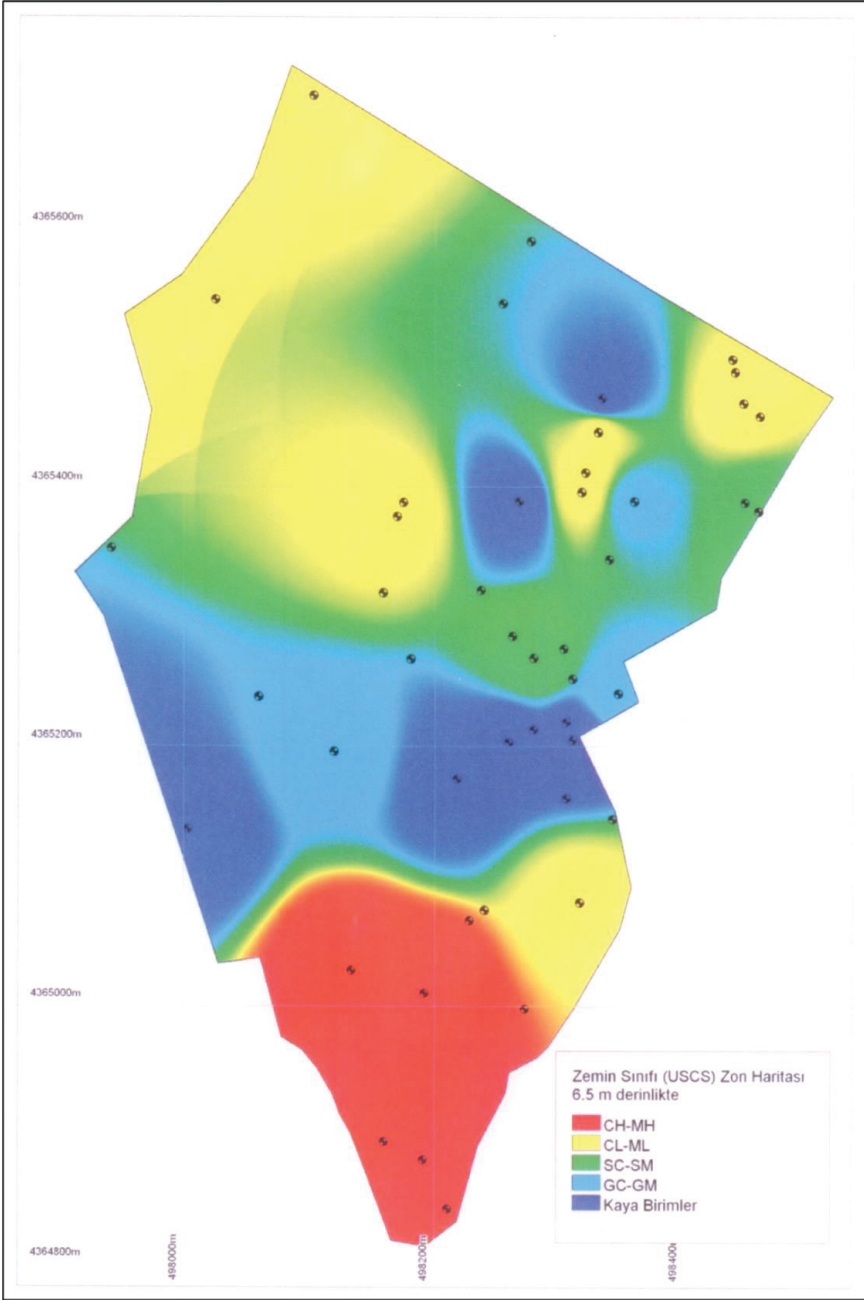 4365600m
4365400m
4365200m
4365000m
4364800m
498000m
498200m
498400m
Zemin Sınıfı (USCS) Zon Haritası
6.5 m derinlikte
CH-MH
CL-ML
SC-SM
GC-GM
Kaya Birimler